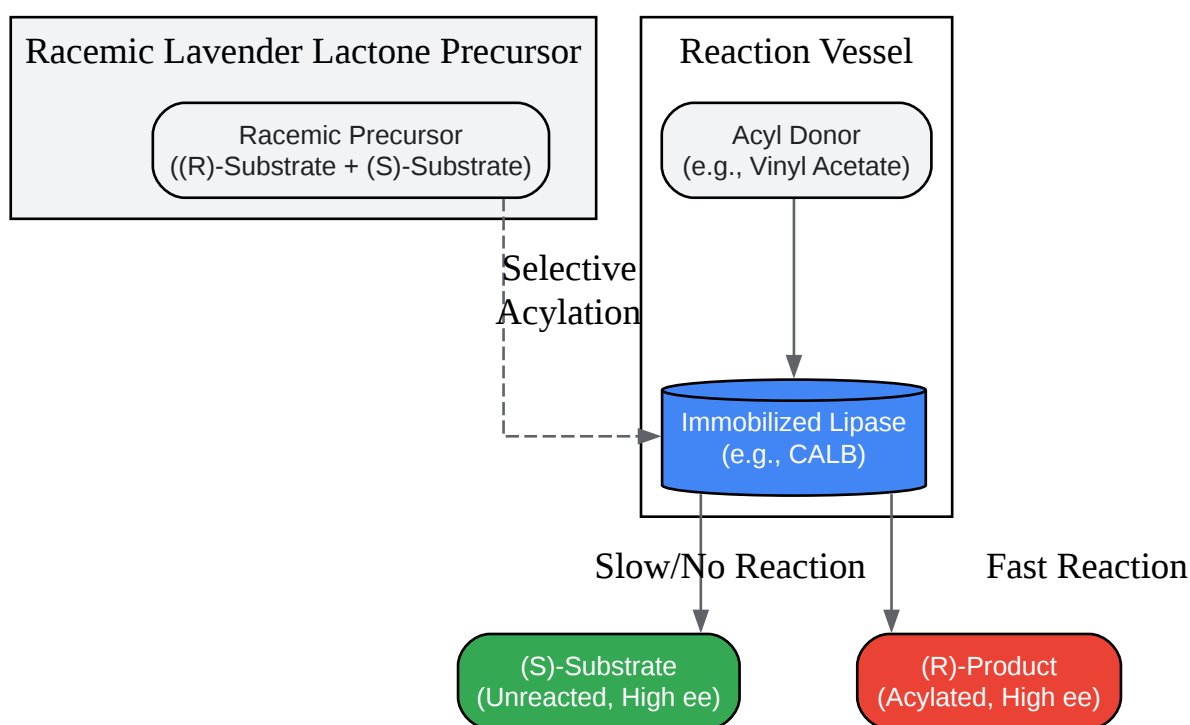 Racemic Lavender Lactone Precursor
Racemic Precursor
((R)-Substrate + (S)-Substrate)
Reaction Vessel
Acyl Donor
(e.g., Vinyl Acetate)
Selective
Acylation
Immobilized Lipase
(e.g., CALB)
Slow/No Reaction
Fast Reaction
(S)-Substrate
(Unreacted, High ee)
(R)-Product
(Acylated, High ee)